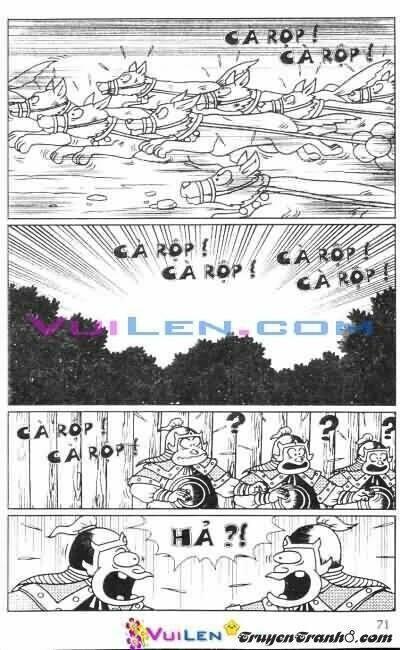 CÀ RỘP!
CÀ RỘP!
CÀ RỘP!
CÀ RỘP!
CÀ RỘP!
CÀ RỘP!
VUILEN.COM
CÀ RỘP!
CÀ RỘP!
?
?
?
HẢ?!
71
VUILEN
TruyenTranh8.com